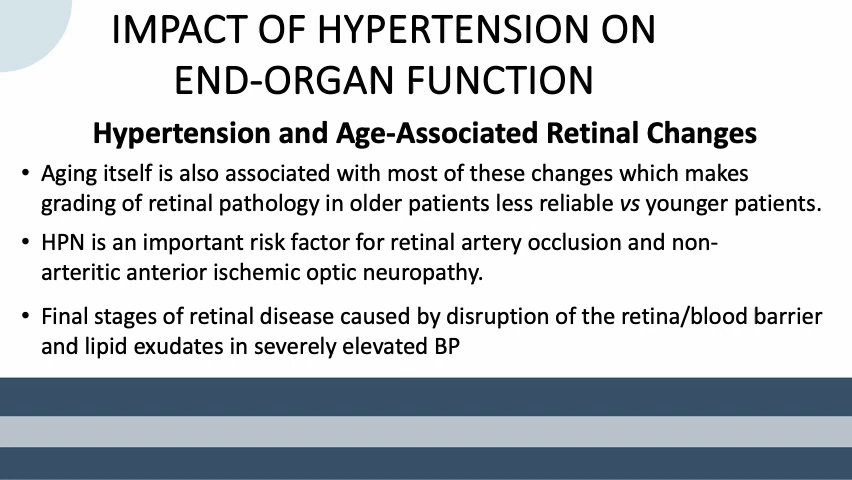 IMPACT OF HYPERTENSION ON
END-ORGAN FUNCTION
Hypertension and Age-Associated Retinal Changes
• Aging itself is also associated with most of these changes which makes
grading of retinal pathology in older patients less reliable vs younger patients.
• HPN is an important risk factor for retinal artery occlusion and non-
arteritic anterior ischemic optic neuropathy.
• Final stages of retinal disease caused by disruption of the retina/blood barrier
and lipid exudates in severely elevated BP